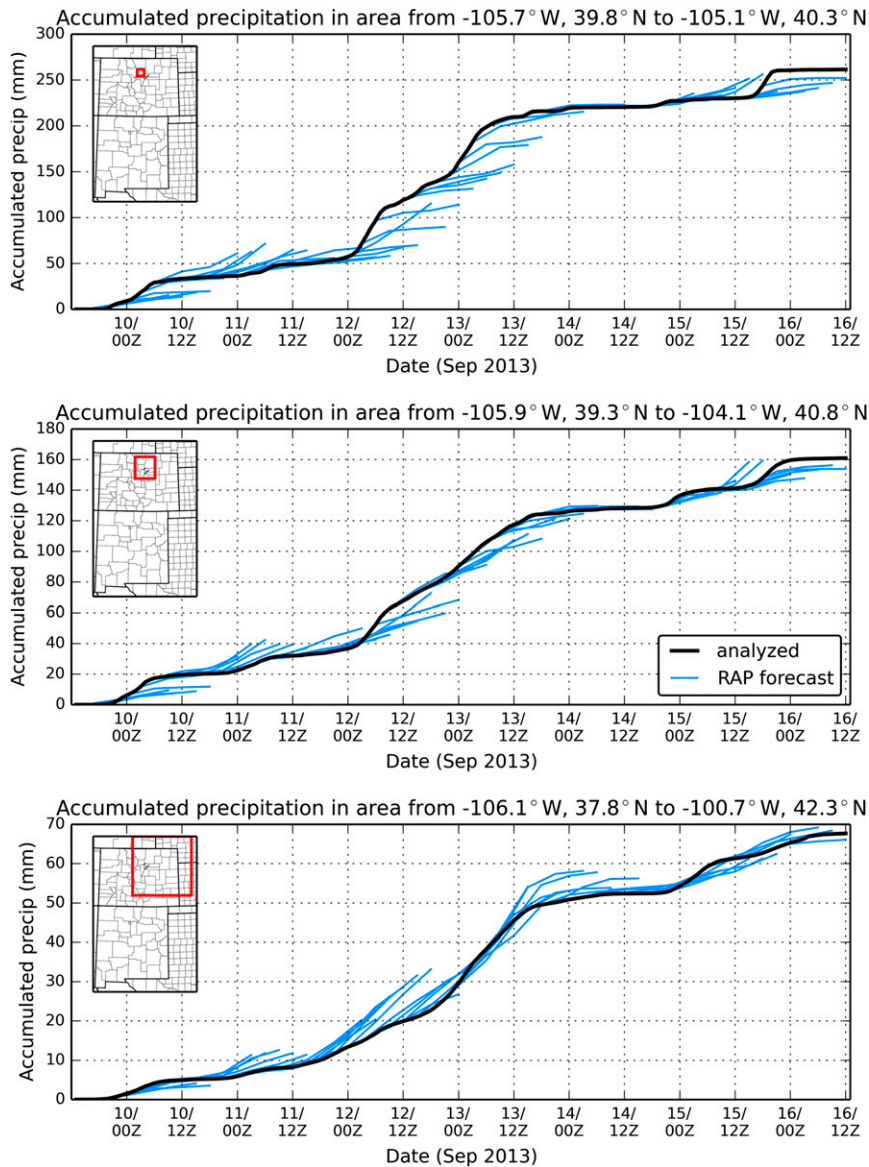 Accumulated precipitation in area from -105.7°W, 39.8°N to -105.1°W, 40.3°N
Accumulated precip (mm)
300
250
200
150
100
50
0
10/00Z 10/12Z 11/00Z 11/12Z 12/00Z 12/12Z 13/00Z 13/12Z 14/00Z 14/12Z 15/00Z 15/12Z 16/00Z 16/12Z
Date (Sep 2013)
Accumulated precipitation in area from -105.9°W, 39.3°N to -104.1°W, 40.8°N
Accumulated precip (mm)
180
160
140
120
100
80
60
40
20
0
analyzed
RAP forecast
10/00Z 10/12Z 11/00Z 11/12Z 12/00Z 12/12Z 13/00Z 13/12Z 14/00Z 14/12Z 15/00Z 15/12Z 16/00Z 16/12Z
Date (Sep 2013)
Accumulated precipitation in area from -106.1°W, 37.8°N to -100.7°W, 42.3°N
Accumulated precip (mm)
70
60
50
40
30
20
10
0
10/00Z 10/12Z 11/00Z 11/12Z 12/00Z 12/12Z 13/00Z 13/12Z 14/00Z 14/12Z 15/00Z 15/12Z 16/00Z 16/12Z
Date (Sep 2013)